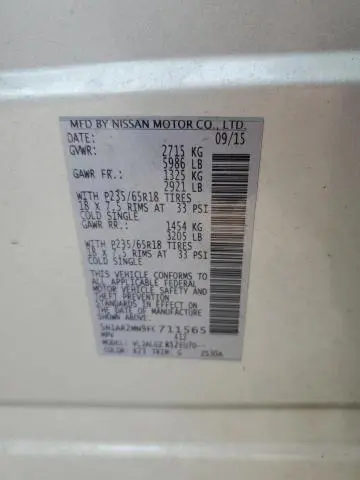 MFD BY NISSAN MOTOR CO., LTD.
DATE: 09/15
GVWR: 2715 KG
5986 LB
GAWR FR.: 1325 KG
2921 LB
WITH P235/65R18 TIRES
18 X 7.5 RIMS AT 33 PSI
COLD SINGLE
GAWR RR: 1454 KG
3205 LB
WITH P235/65R18 TIRES
18 X 7.5 RIMS AT 33 PSI
COLD SINGLE
THIS VEHICLE CONFORMS TO
ALL APPLICABLE FEDERAL
MOTOR VEHICLE SAFETY AND
THEFT PREVENTION
STANDARDS IN EFFECT ON THE
DATE OF MANUFACTURE
SHOWN ABOVE.
5N1AR2MN9FC711565
MPV
COLOR K23 TRIM G